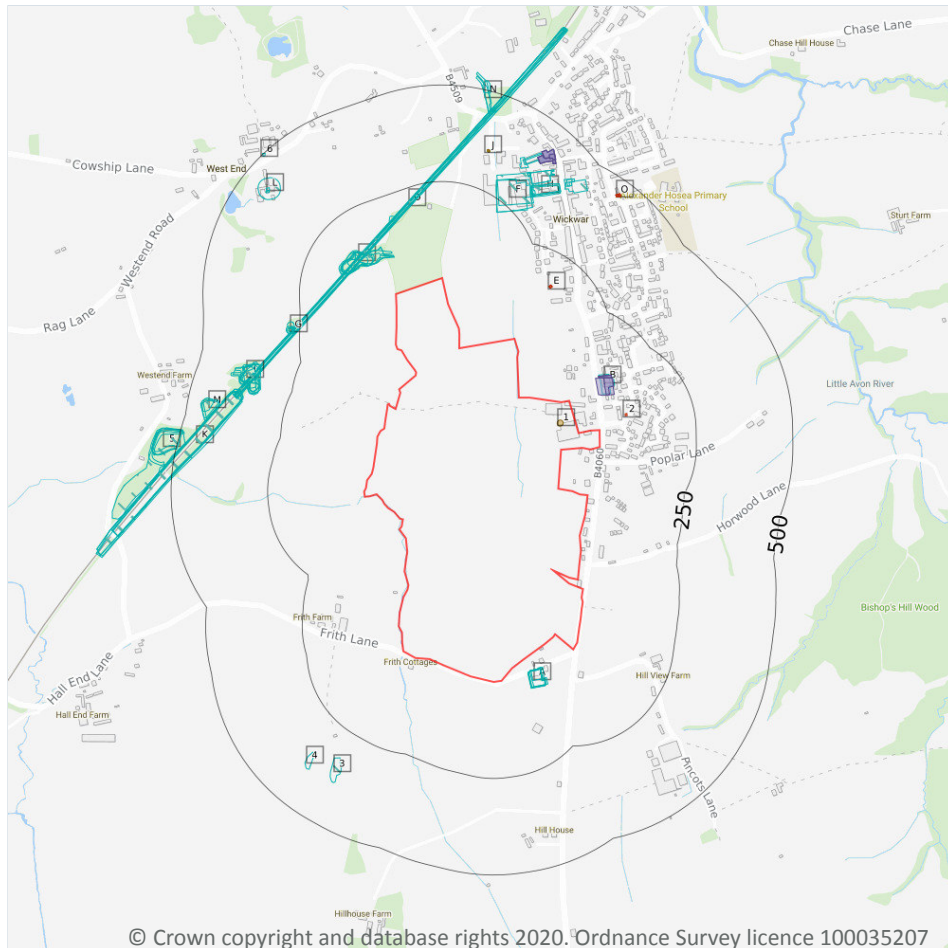 Chase Lane
Chase Hill House
B4509
N
J
6
Cowship Lane
West End
L
F
H
O
Alexander Hosea Primary
School
Wickwar
Sturt Farm
Westend Road
E
Rag Lane
G
Westend Farm
B
Little Avon River
M
2
1
K
5
Poplar Lane
B4060
Horwood Lane
250
500
Bishop's Hill Wood
Frith Farm
Frith Lane
Frith Cottages
Hall End Lane
A
Hill View Farm
Hall End Farm
4
3
Pincots Lane
Hill House
Hillhouse Farm
© Crown copyright and database rights 2020. Ordnance Survey licence 100035207